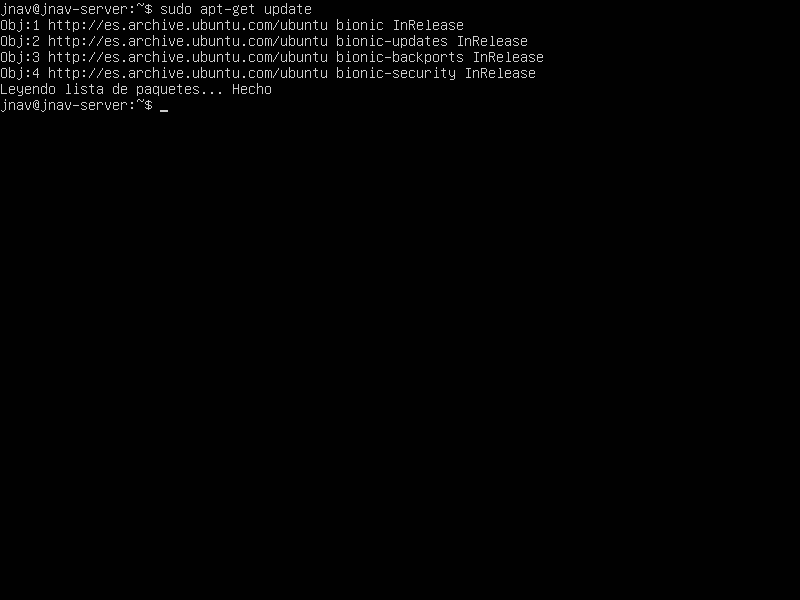 jnav@jnav-server:~$ sudo apt-get update
Obj:1 http://es.archive.ubuntu.com/ubuntu bionic InRelease
Obj:2 http://es.archive.ubuntu.com/ubuntu bionic-updates InRelease
Obj:3 http://es.archive.ubuntu.com/ubuntu bionic-backports InRelease
Obj:4 http://es.archive.ubuntu.com/ubuntu bionic-security InRelease
Leyendo lista de paquetes... Hecho
jnav@jnav-server:~$ _